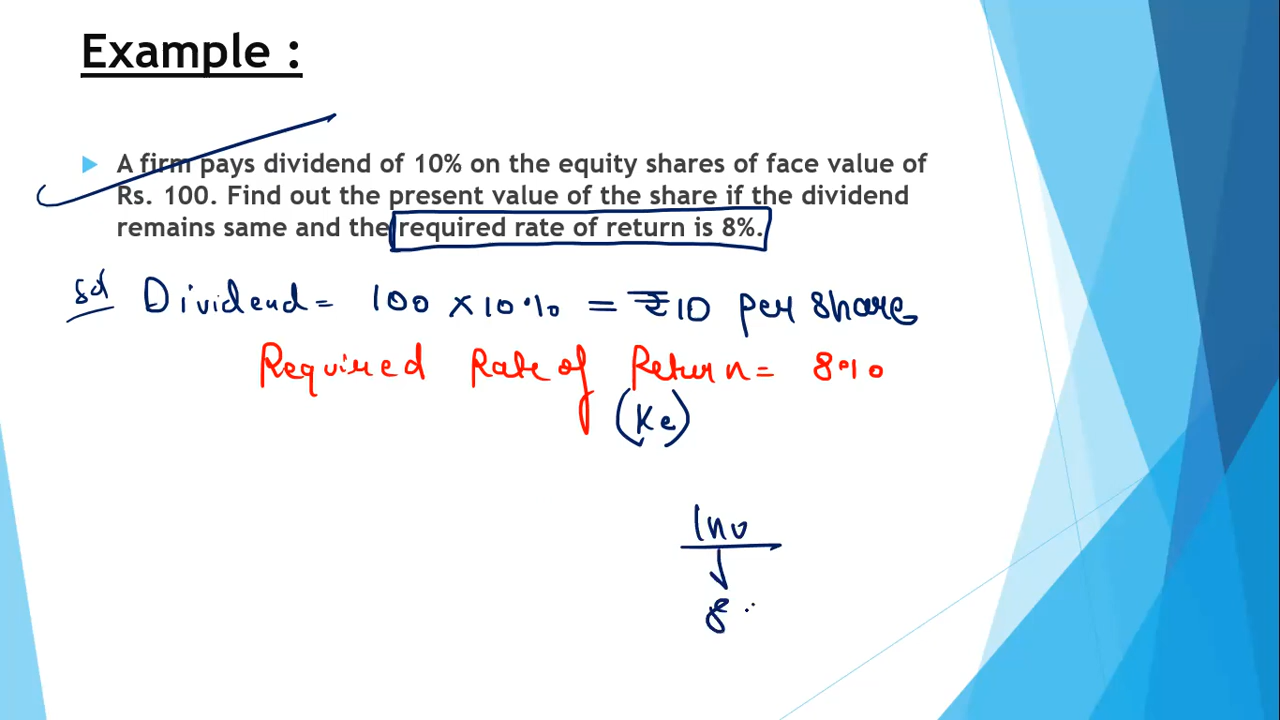 Example :
A firm pays dividend of 10% on the equity shares of face value of
Rs. 100. Find out the present value of the share if the dividend
remains same and the required rate of return is 8%.
Sol Dividend = 100 × 10% = ₹10 per share
Required Rate of Return = 8%
(Ke)
Inv
8